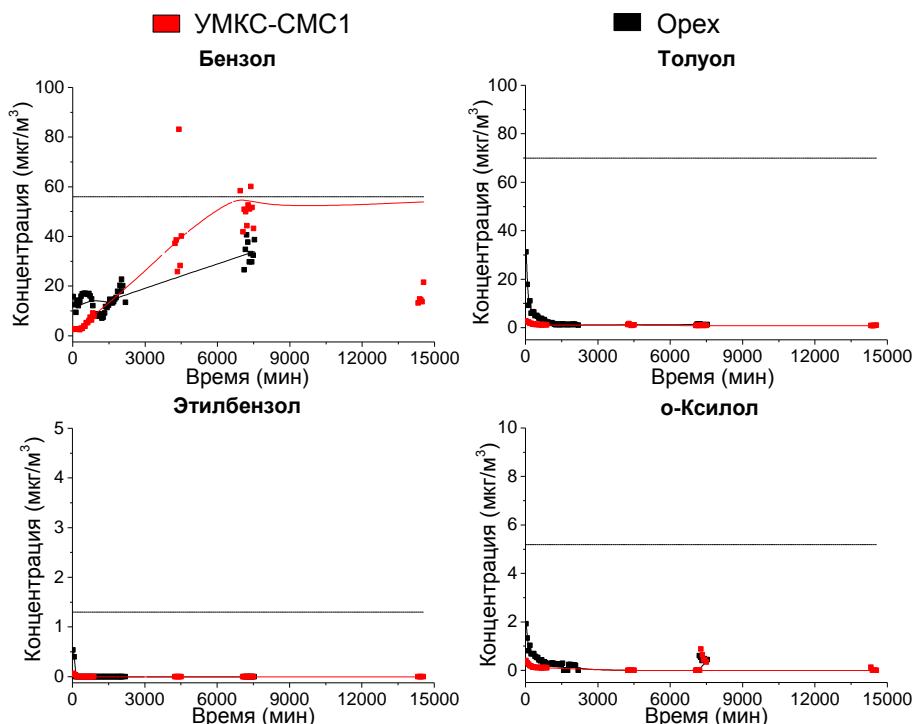 УМКС-СМС1
Орех
Бензол
Толуол
Концентрация (мкг/м³)
100
80
60
40
20
0
0 3000 6000 9000 12000 15000
Время (мин)
Концентрация (мкг/м³)
100
80
60
40
20
0
0 3000 6000 9000 12000 15000
Время (мин)
Этилбензол
о-Ксилол
Концентрация (мкг/м³)
5
4
3
2
1
0
0 3000 6000 9000 12000 15000
Время (мин)
Концентрация (мкг/м³)
10
8
6
4
2
0
0 3000 6000 9000 12000 15000
Время (мин)